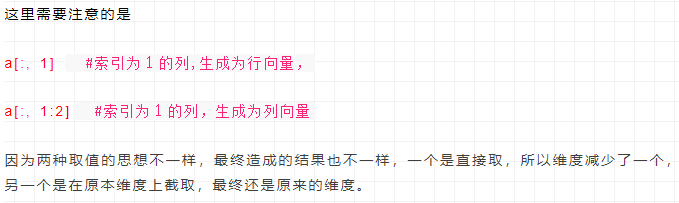 这里需要注意的是
a[:, 1] #索引为1的列,生成为行向量，
a[:, 1:2] #索引为1的列，生成为列向量
因为两种取值的思想不一样，最终造成的结果也不一样，一个是直接取，所以维度减少了一个，
另一个是在原本维度上截取，最终还是原来的维度。